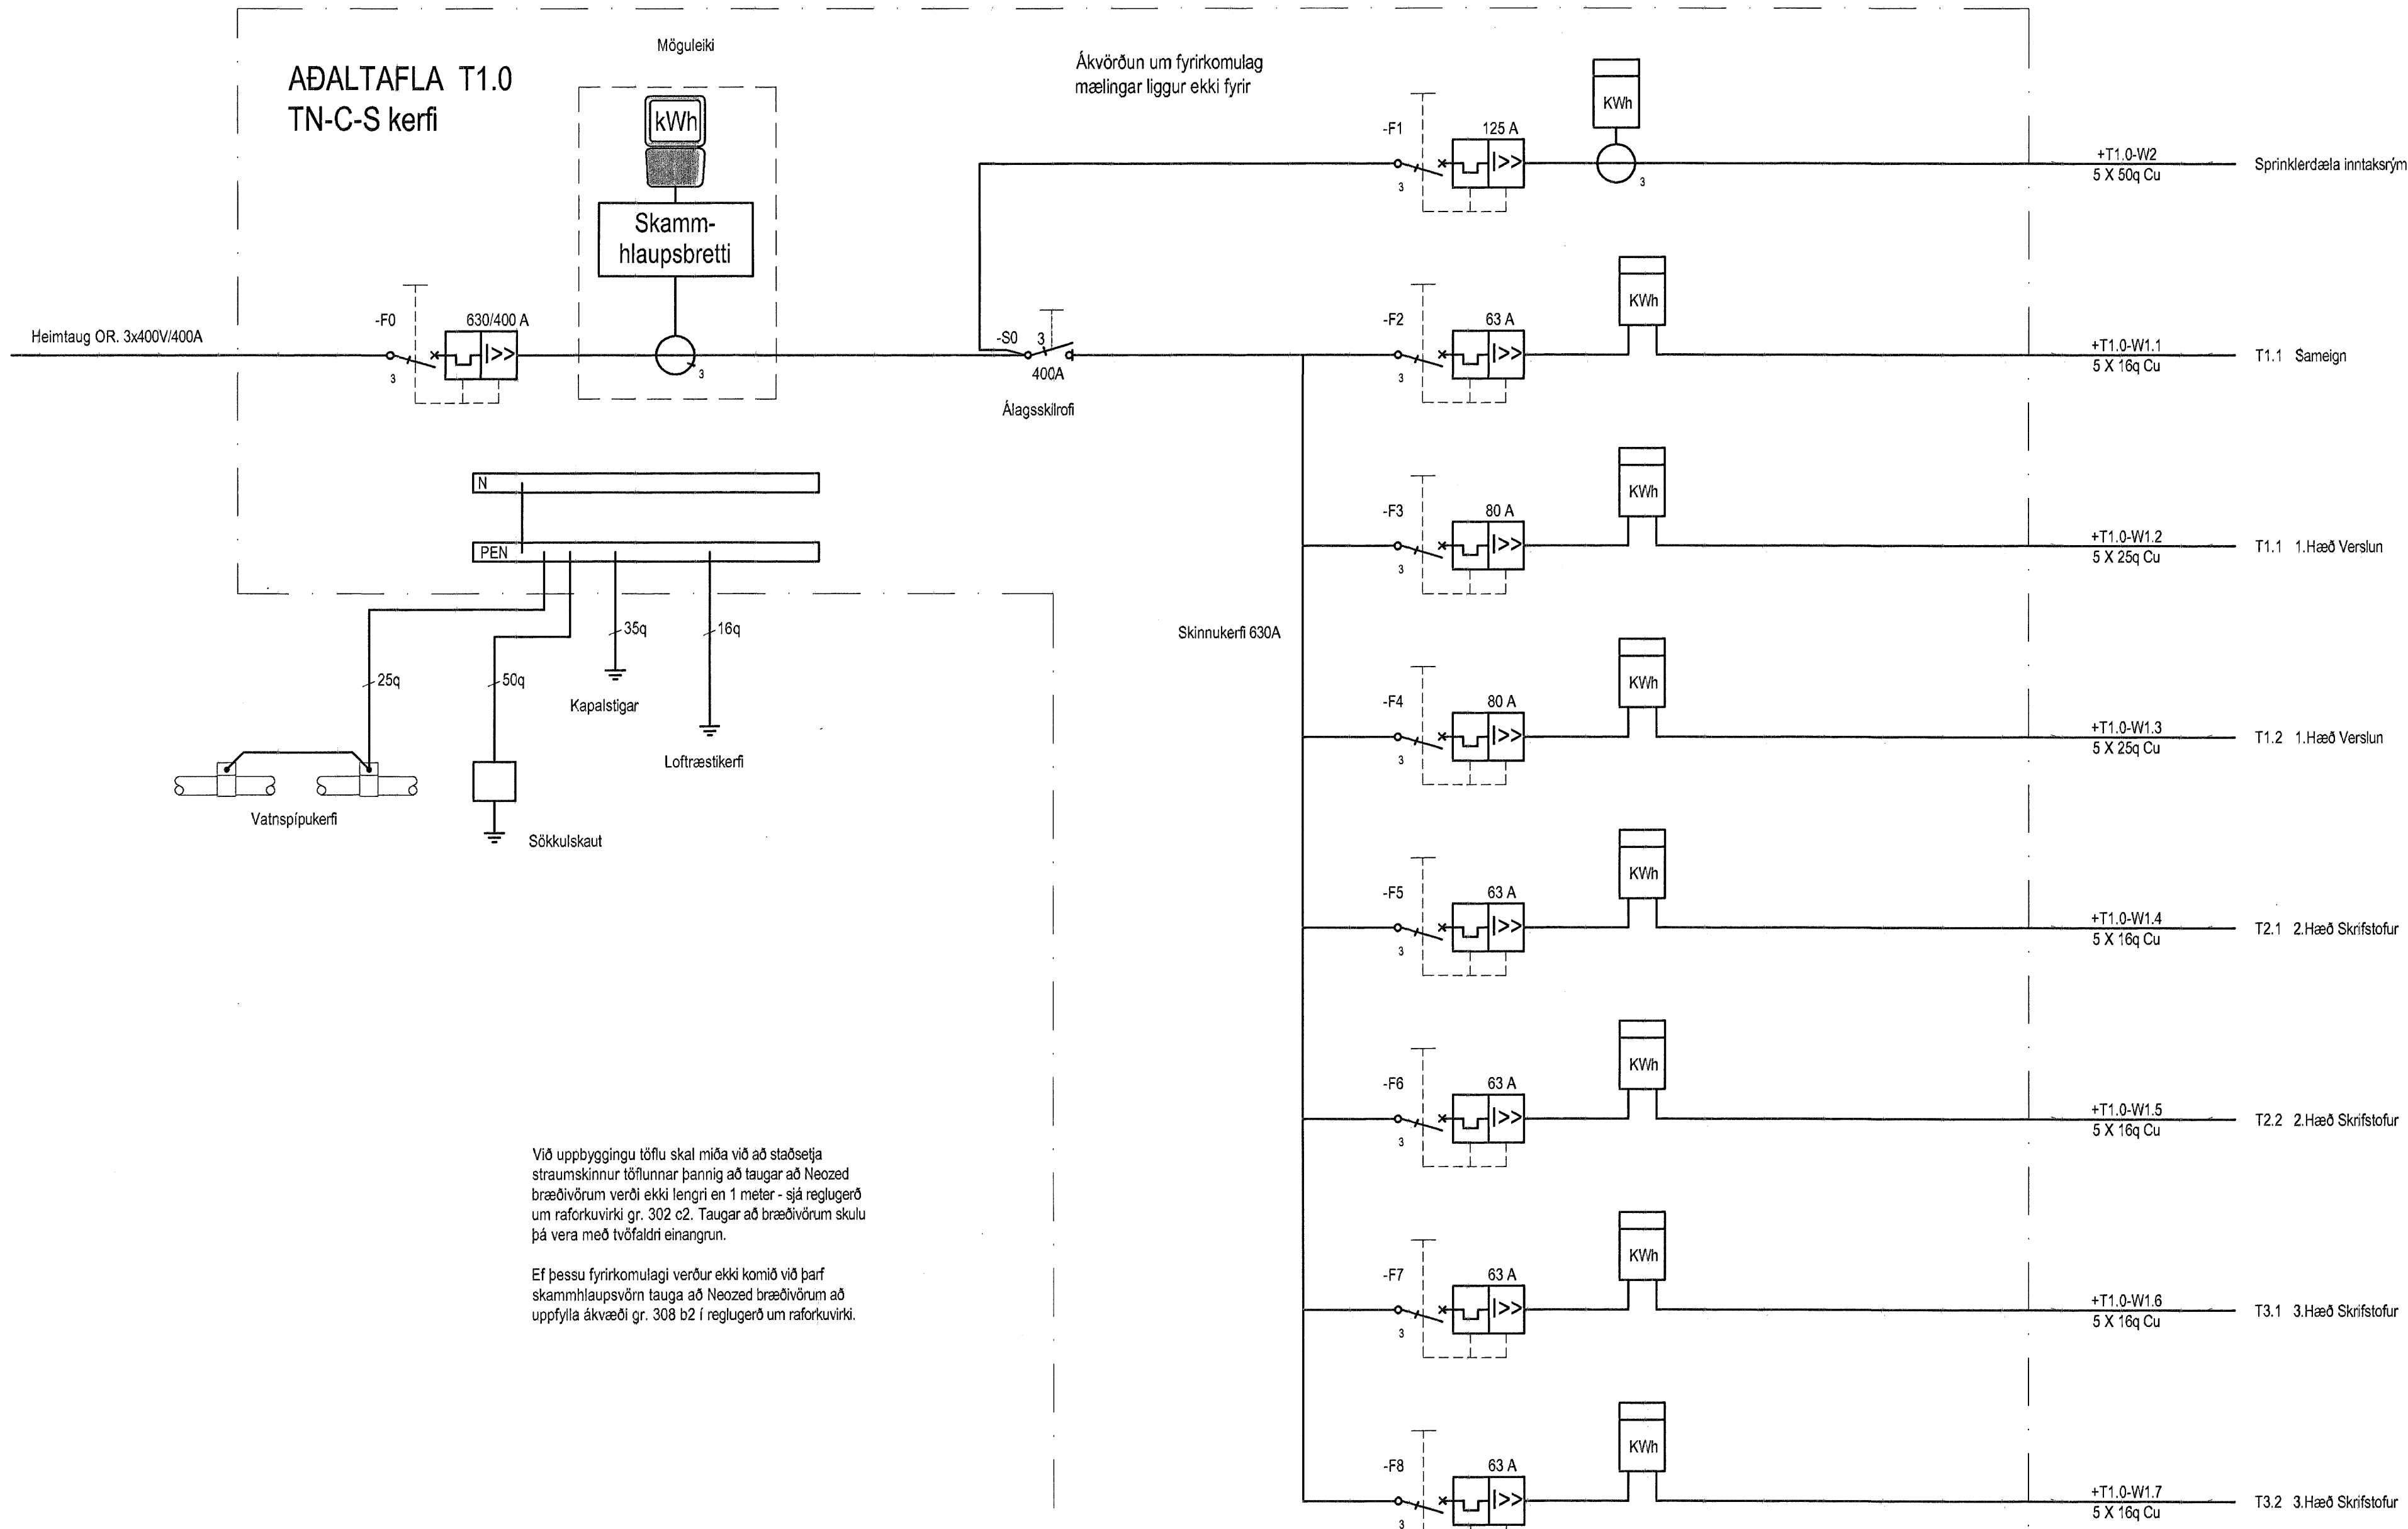 AÐALTAFLA T1.0
TN-C-S kerfi
Möguleiki
kWh
Skamm-
hlaupsbretti
Ákvörðun um fyrirkomulag
mælingar liggur ekki fyrir
Heimtaug OR. 3x400V/400A
-F0
630/400 A
3
3
-S0
3
400A
Álagsskilrofi
-F1
125 A
3
KWh
3
+T1.0-W2
5 X 50q Cu
Sprinklerdæla inntaksrým
-F2
63 A
3
KWh
+T1.0-W1.1
5 X 16q Cu
T1.1 Sameign
-F3
80 A
3
KWh
+T1.0-W1.2
5 X 25q Cu
T1.1 1.Hæð Verslun
Skinnukerfi 630A
-F4
80 A
3
KWh
+T1.0-W1.3
5 X 25q Cu
T1.2 1.Hæð Verslun
-F5
63 A
3
KWh
+T1.0-W1.4
5 X 16q Cu
T2.1 2.Hæð Skrifstofur
-F6
63 A
3
KWh
+T1.0-W1.5
5 X 16q Cu
T2.2 2.Hæð Skrifstofur
-F7
63 A
3
KWh
+T1.0-W1.6
5 X 16q Cu
T3.1 3.Hæð Skrifstofur
-F8
63 A
3
KWh
+T1.0-W1.7
5 X 16q Cu
T3.2 3.Hæð Skrifstofur
N
PEN
25q
50q
35q
16q
Kapalstigar
Loftræstikerfi
Vatnspípukerfi
Sökkulskaut
Við uppbyggingu töflu skal miða við að staðsetja
straumskinnur töflunnar þannig að taugar að Neozed
bræðivörum verði ekki lengri en 1 meter - sjá reglugerð
um raforkuvirki gr. 302 c2. Taugar að bræðivörum skulu
þá vera með tvöfaldri einangrun.
Ef þessu fyrirkomulagi verður ekki komið við þarf
skammhlaupsvörn tauga að Neozed bræðivörum að
uppfylla ákvæði gr. 308 b2 í reglugerð um raforkuvirki.